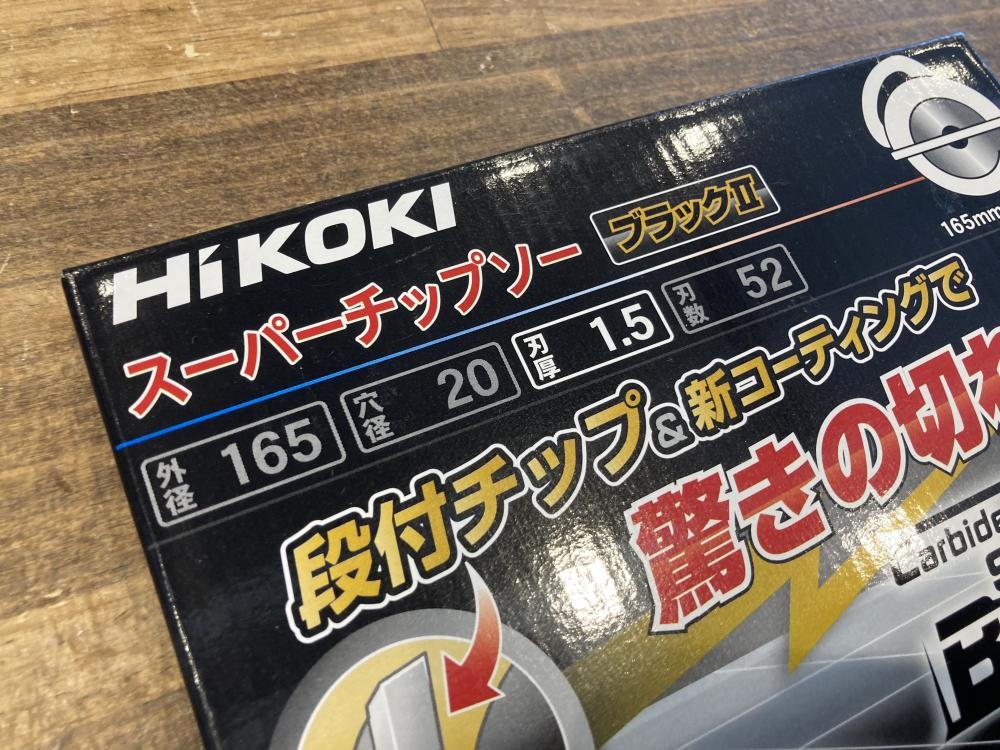 HiKOKI
スーパーチップソー ブラックII
165mm
外径 165 穴径 20 刃厚 1.5 刃数 52
段付チップ&新コーティングで
驚きの切れ
Carbide